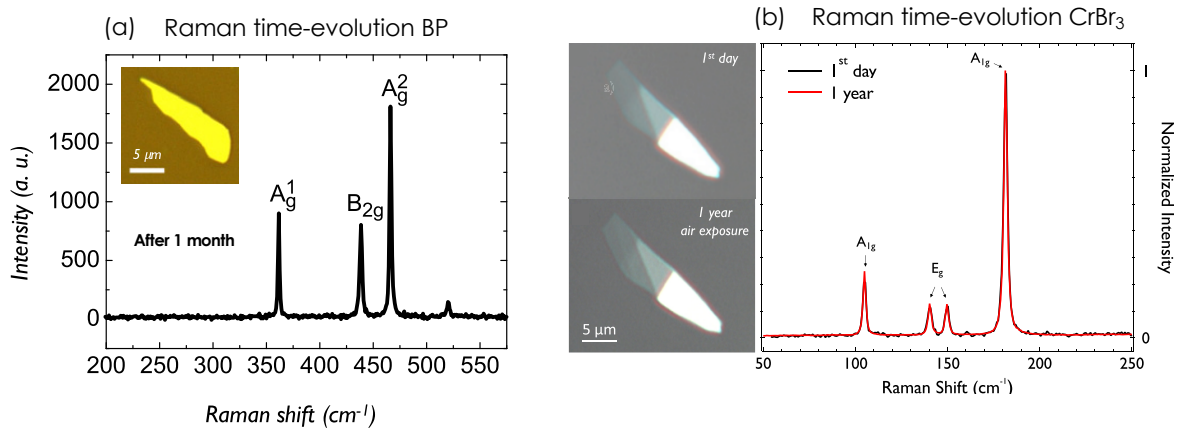 (a) Raman time-evolution BP
2000
1500
1000
500
0
Intensity (a. u.)
5 µm
After 1 month
A¹g
B2g
A²g
200 250 300 350 400 450 500 550
Raman shift (cm⁻¹)
(b) Raman time-evolution CrBr₃
1st day
a)
1 year
air exposure
5 µm
1st day
1 year
A1g
Eg
A1g
1
0
Normalized Intensity
50 100 150 200 250
Raman Shift (cm⁻¹)